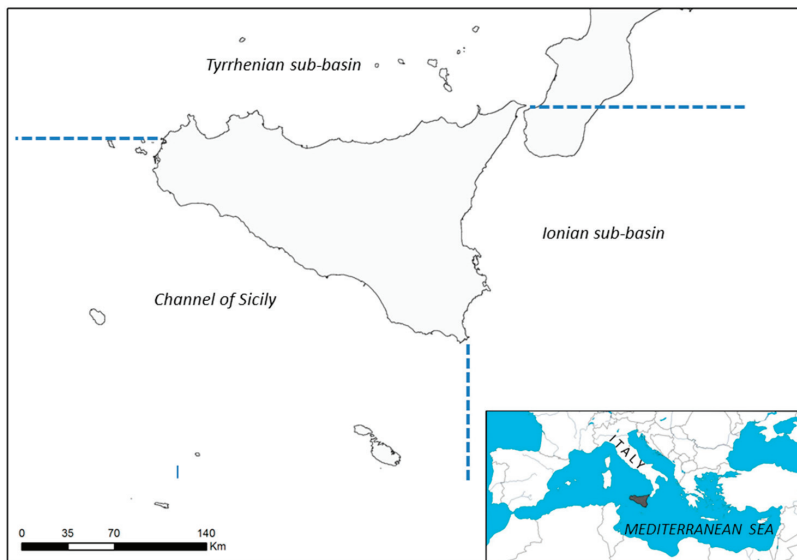 Tyrrhenian sub-basin
Ionian sub-basin
Channel of Sicily
0 35 70 140
Km
ITALY
MEDITERRANEAN SEA